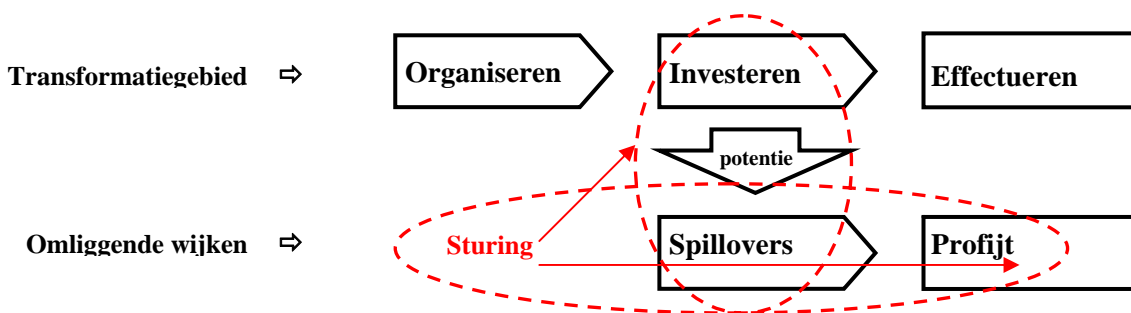 Transformatiegebied ⇨ Organiseren Investeren Effectueren
potentie
Omliggende wijken ⇨ Sturing Spillovers Profijt